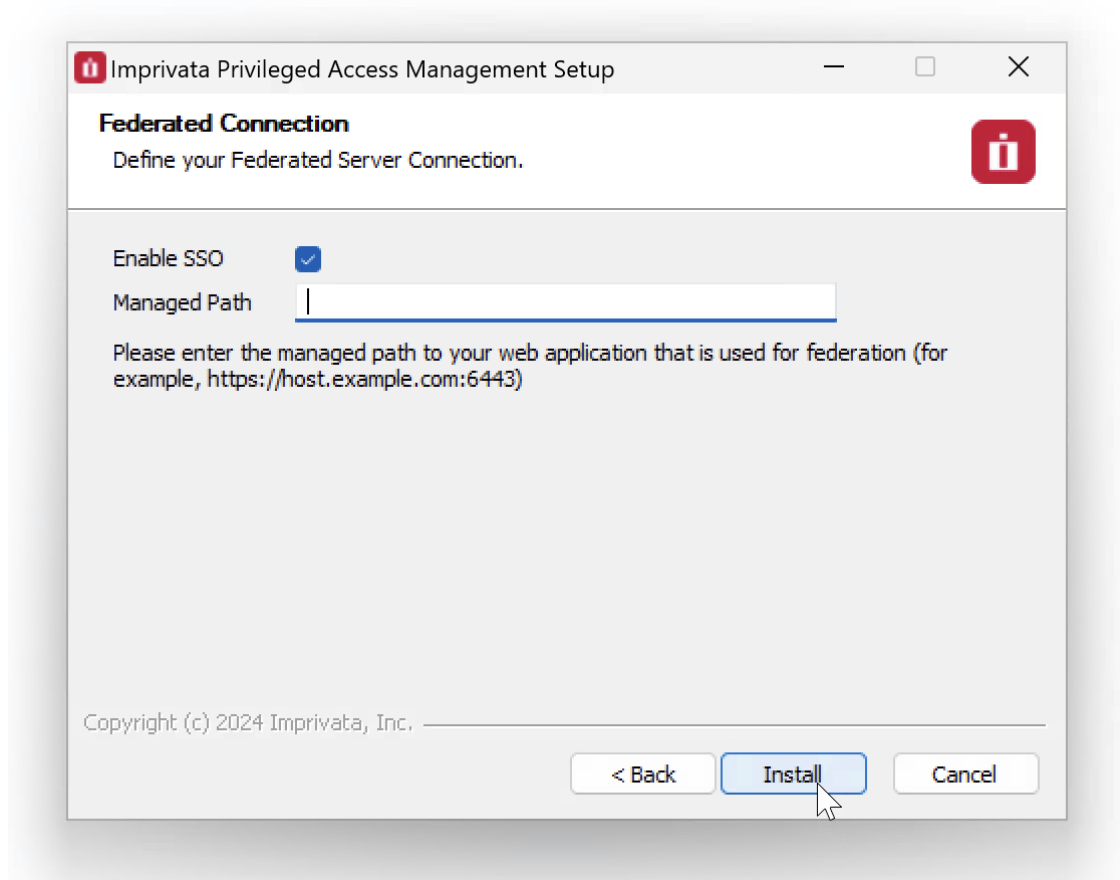 Imprivata Privileged Access Management Setup
Federated Connection
Define your Federated Server Connection.
Enable SSO
Managed Path
Please enter the managed path to your web application that is used for federation (for
example, https://host.example.com:6443)
Copyright (c) 2024 Imprivata, Inc.
< Back Install Cancel